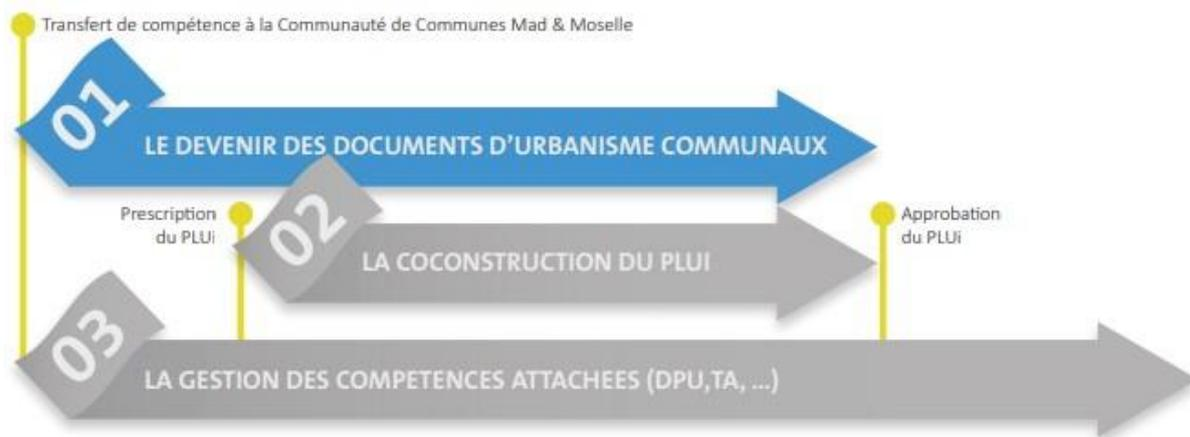 Transfert de compétence à la Communauté de Communes Mad & Moselle
01
LE DEVENIR DES DOCUMENTS D'URBANISME COMMUNAUX
Prescription
du PLUi
02
LA COCONSTRUCTION DU PLUI
Approbation
du PLUi
03
LA GESTION DES COMPETENCES ATTACHEES (DPU,TA, ...)